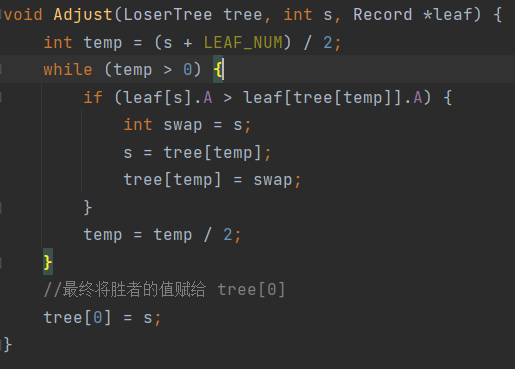 void Adjust(LoserTree tree, int s, Record *leaf) {
    int temp = (s + LEAF_NUM) / 2;
    while (temp > 0) {
        if (leaf[s].A > leaf[tree[temp]].A) {
            int swap = s;
            s = tree[temp];
            tree[temp] = swap;
        }
        temp = temp / 2;
    }
    //最终将胜者的值赋给 tree[0]
    tree[0] = s;
}